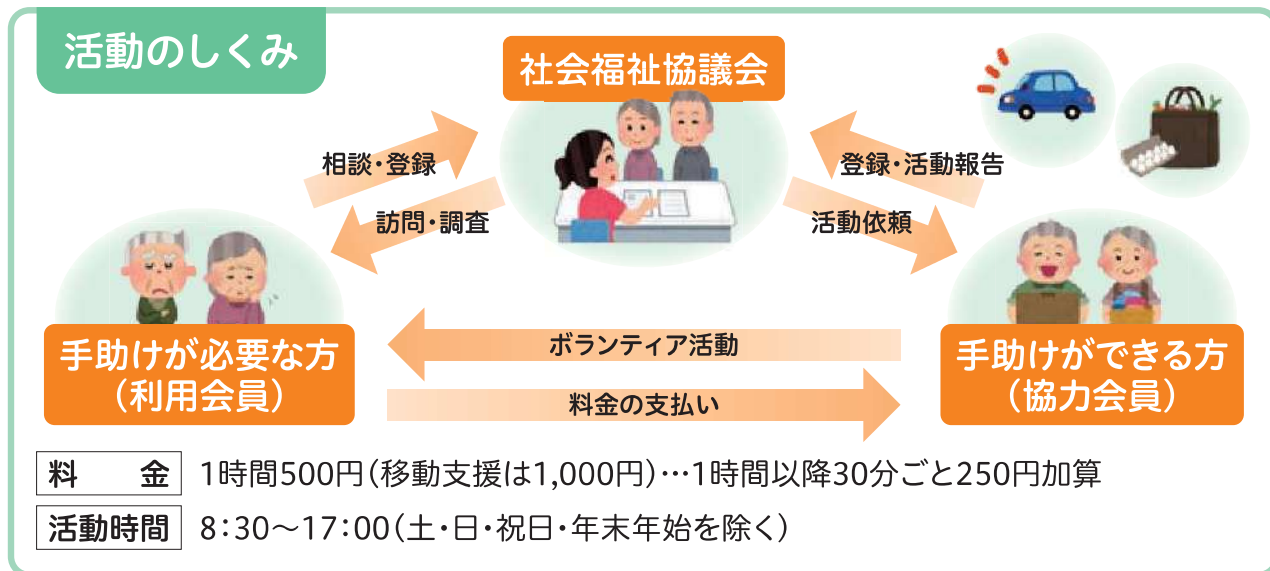 活動のしくみ
社会福祉協議会
相談・登録
訪問・調査
登録・活動報告
活動依頼
手助けが必要な方
（利用会員）
ボランティア活動
料金の支払い
手助けができる方
（協力会員）
料　金 1時間500円（移動支援は1,000円）…1時間以降30分ごと250円加算
活動時間 8：30〜17：00（土・日・祝日・年末年始を除く）